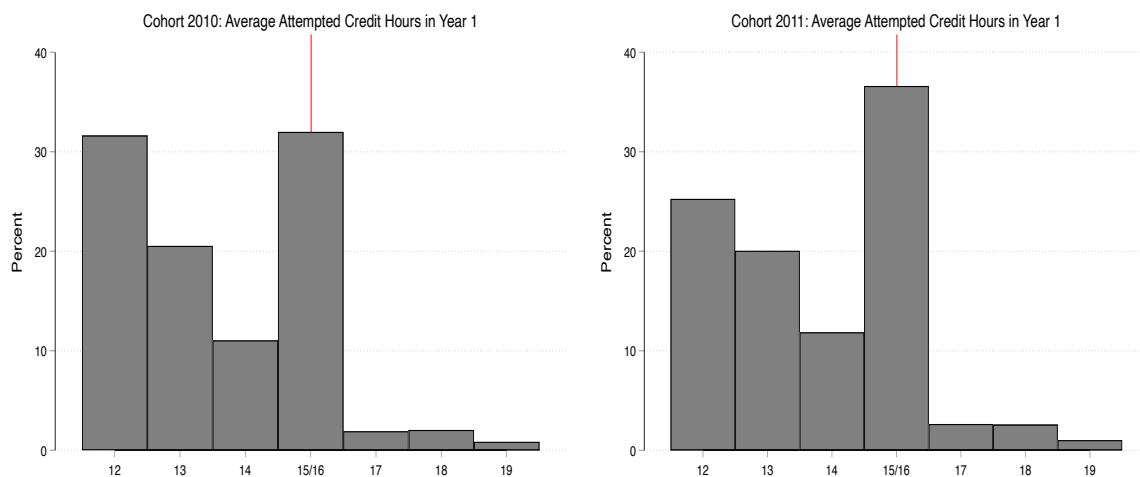 Cohort 2010: Average Attempted Credit Hours in Year 1
40
30
20
10
0
Percent
12 13 14 15/16 17 18 19
Cohort 2011: Average Attempted Credit Hours in Year 1
40
30
20
10
0
Percent
12 13 14 15/16 17 18 19